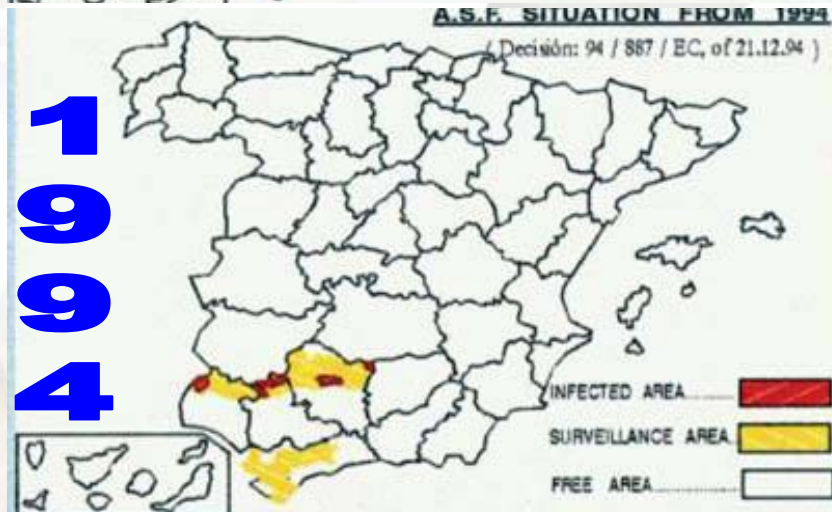 A.S.F. SITUATION FROM 1994
( Decisión: 94 / 887 / EC, of 21.12.94 )
1
9
9
4
INFECTED AREA........
SURVEILLANCE AREA
FREE AREA...............